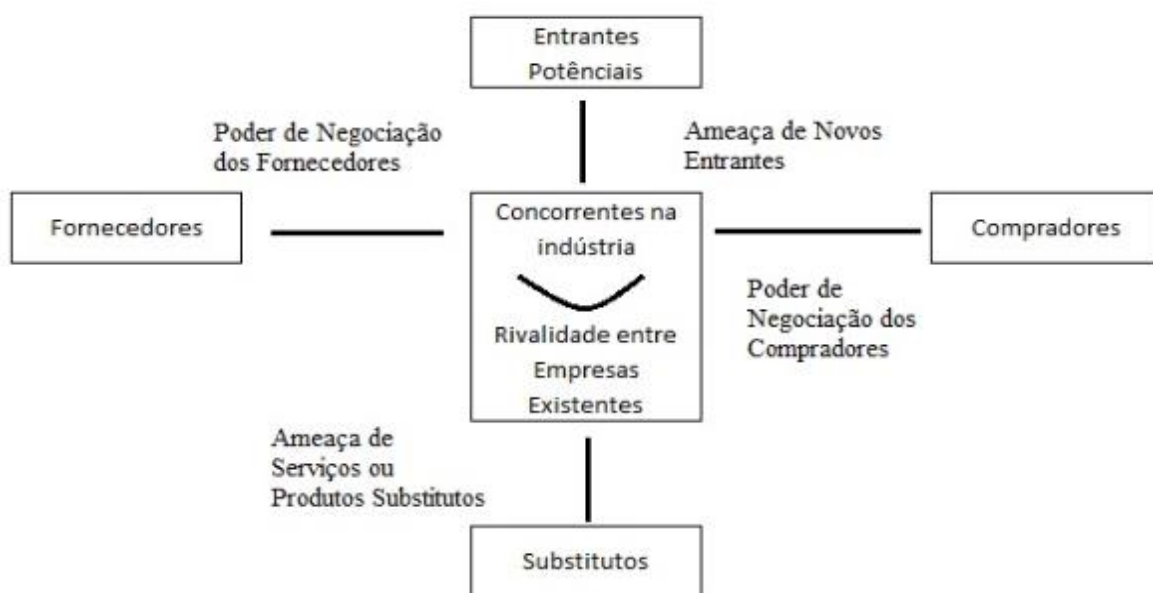 Entrantes
Potênciais
Poder de Negociação
dos Fornecedores
Ameaça de Novos
Entrantes
Fornecedores
Concorrentes na
indústria
Compradores
Rivalidade entre
Empresas
Existentes
Poder de
Negociação dos
Compradores
Ameaça de
Serviços ou
Produtos Substitutos
Substitutos